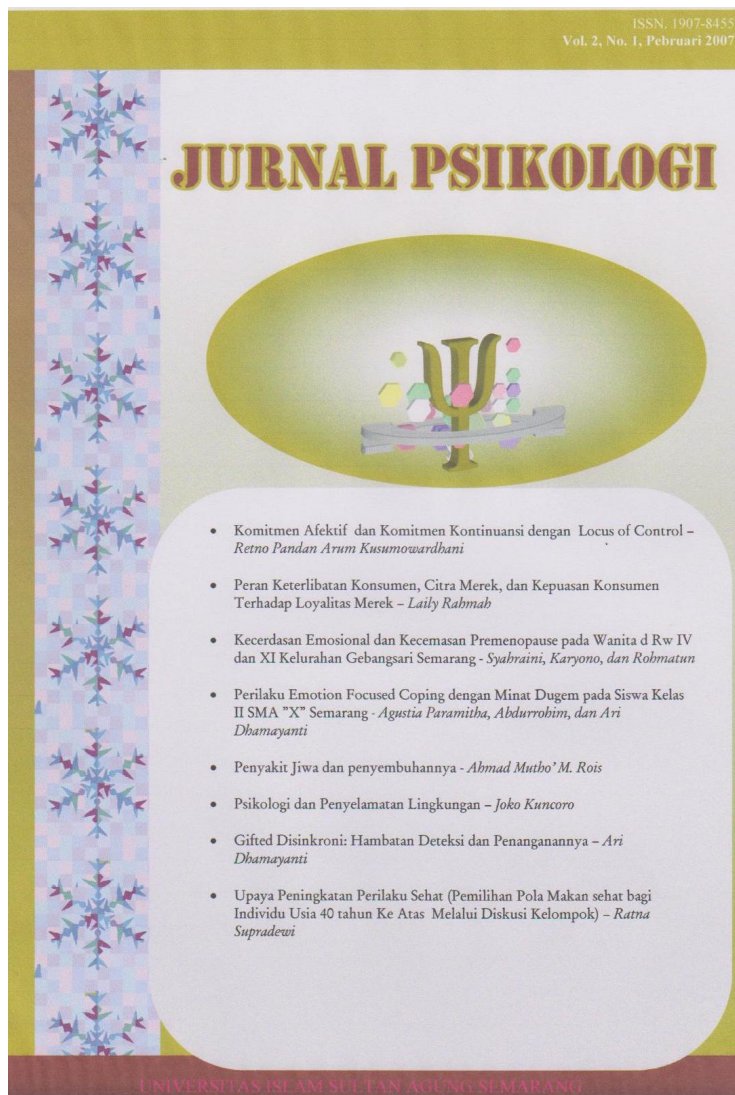 ISSN. 1907-8455
Vol. 2, No. 1, Pebruari 2007
JURNAL PSIKOLOGI
• Komitmen Afektif dan Komitmen Kontinuansi dengan Locus of Control –
Retno Pandan Arum Kusumowardhani
• Peran Keterlibatan Konsumen, Citra Merek, dan Kepuasan Konsumen
Terhadap Loyalitas Merek – Laily Rahmah
• Kecerdasan Emosional dan Kecemasan Premenopause pada Wanita d Rw IV
dan XI Kelurahan Gebangsari Semarang - Syahraini, Karyono, dan Rohmatun
• Perilaku Emotion Focused Coping dengan Minat Dugem pada Siswa Kelas
II SMA ”X” Semarang - Agustia Paramitha, Abdurrohim, dan Ari
Dhamayanti
• Penyakit Jiwa dan penyembuhannya - Ahmad Mutho’ M. Rois
• Psikologi dan Penyelamatan Lingkungan – Joko Kuncoro
• Gifted Disinkroni: Hambatan Deteksi dan Penanganannya – Ari
Dhamayanti
• Upaya Peningkatan Perilaku Sehat (Pemilihan Pola Makan sehat bagi
Individu Usia 40 tahun Ke Atas Melalui Diskusi Kelompok) – Ratna
Supradewi
UNIVERSITAS ISLAM SULTAN AGUNG SEMARANG